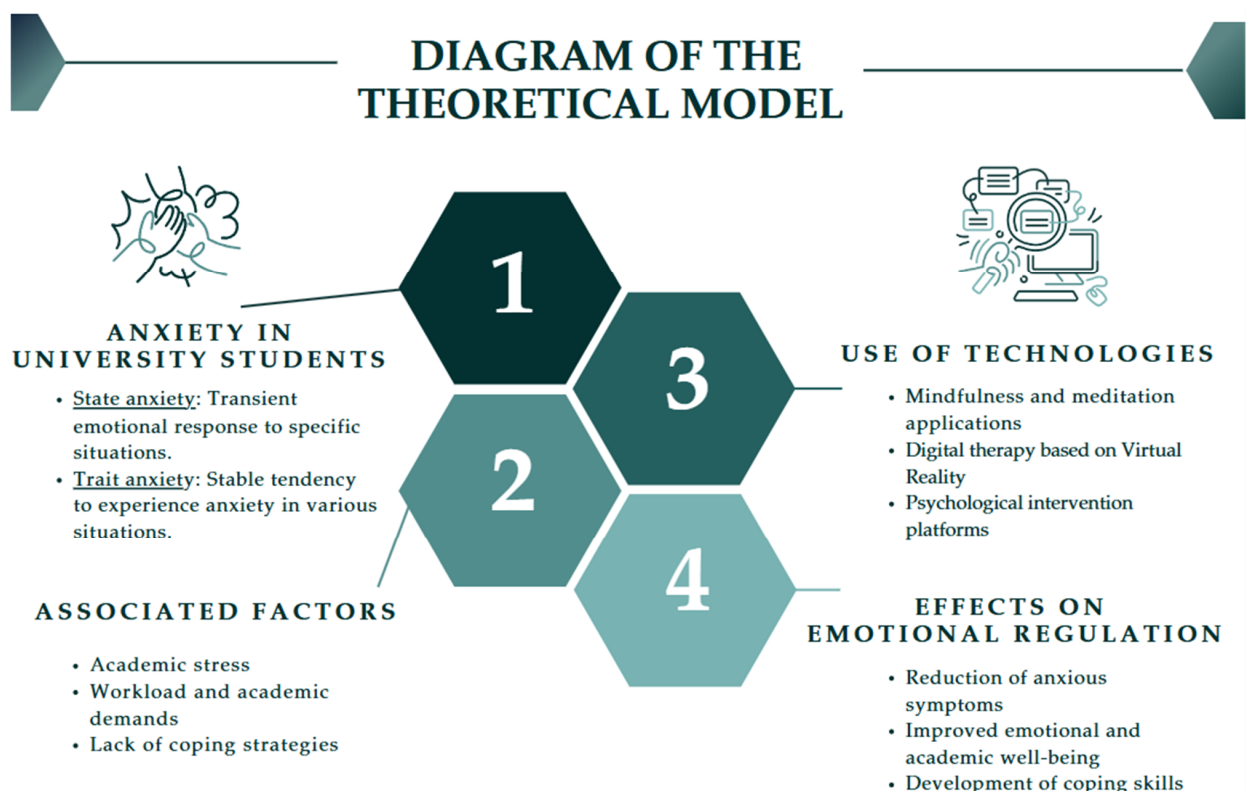 DIAGRAM OF THE
THEORETICAL MODEL
1
ANXIETY IN
UNIVERSITY STUDENTS
• State anxiety: Transient
emotional response to specific
situations.
• Trait anxiety: Stable tendency
to experience anxiety in various
situations.
2
ASSOCIATED FACTORS
• Academic stress
• Workload and academic
demands
• Lack of coping strategies
3
USE OF TECHNOLOGIES
• Mindfulness and meditation
applications
• Digital therapy based on Virtual
Reality
• Psychological intervention
platforms
4
EFFECTS ON
EMOTIONAL REGULATION
• Reduction of anxious
symptoms
• Improved emotional and
academic well-being
• Development of coping skills